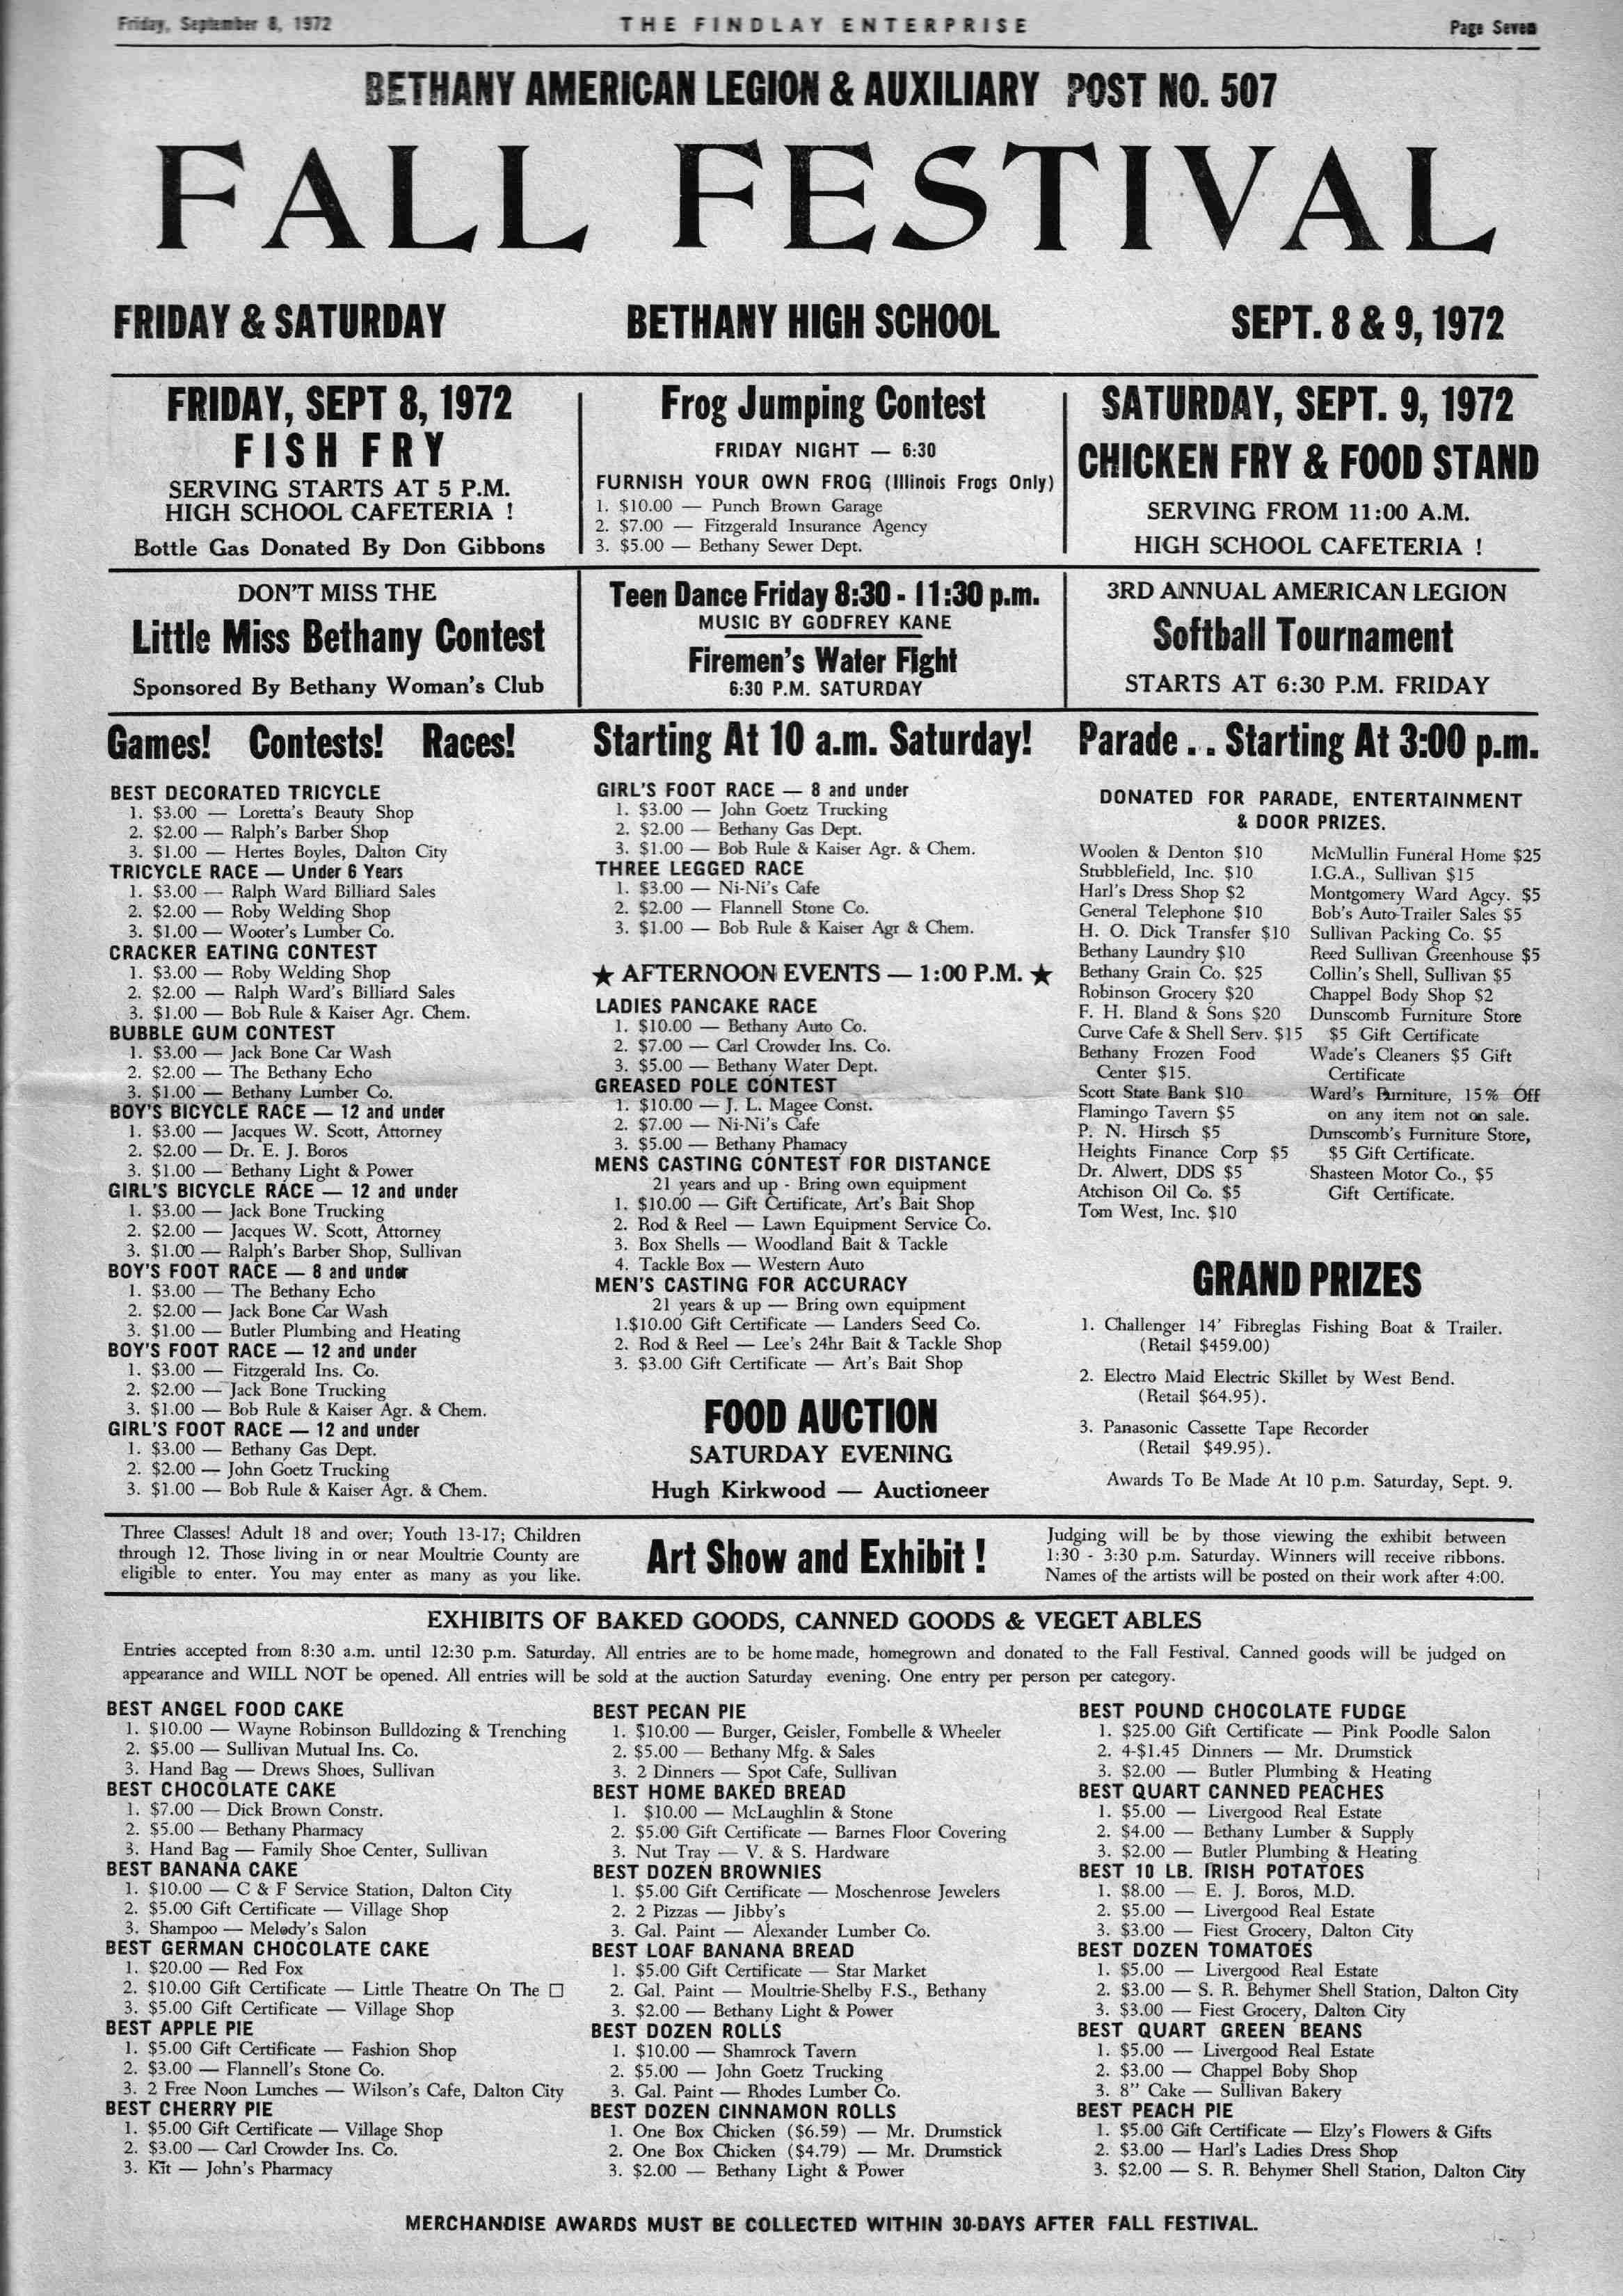 Friday, September 8, 1972
THE FINDLAY ENTERPRISE
Page Seven
BETHANY AMERICAN LEGION & AUXILIARY POST NO. 507
FALL FESTIVAL
FRIDAY & SATURDAY
BETHANY HIGH SCHOOL
SEPT. 8 & 9, 1972
FRIDAY, SEPT 8, 1972
FISH FRY
SERVING STARTS AT 5 P.M.
HIGH SCHOOL CAFETERIA !
Bottle Gas Donated By Don Gibbons
Frog Jumping Contest
FRIDAY NIGHT — 6:30
FURNISH YOUR OWN FROG (Illinois Frogs Only)
1. $10.00 — Punch Brown Garage
2. $7.00 — Fitzgerald Insurance Agency
3. $5.00 — Bethany Sewer Dept.
SATURDAY, SEPT. 9, 1972
CHICKEN FRY & FOOD STAND
SERVING FROM 11:00 A.M.
HIGH SCHOOL CAFETERIA !
DON'T MISS THE
Little Miss Bethany Contest
Sponsored By Bethany Woman's Club
Teen Dance Friday 8:30 - 11:30 p.m.
MUSIC BY GODFREY KANE
Firemen's Water Fight
6:30 P.M. SATURDAY
3RD ANNUAL AMERICAN LEGION
Softball Tournament
STARTS AT 6:30 P.M. FRIDAY
Games! Contests! Races!
Starting At 10 a.m. Saturday!
Parade . . Starting At 3:00 p.m.
BEST DECORATED TRICYCLE
1. $3.00 — Loretta's Beauty Shop
2. $2.00 — Ralph's Barber Shop
3. $1.00 — Hertes Boyles, Dalton City
TRICYCLE RACE — Under 6 Years
1. $3.00 — Ralph Ward Billiard Sales
2. $2.00 — Roby Welding Shop
3. $1.00 — Wooter's Lumber Co.
CRACKER EATING CONTEST
1. $3.00 — Roby Welding Shop
2. $2.00 — Ralph Ward's Billiard Sales
3. $1.00 — Bob Rule & Kaiser Agr. Chem.
BUBBLE GUM CONTEST
1. $3.00 — Jack Bone Car Wash
2. $2.00 — The Bethany Echo
3. $1.00 — Bethany Lumber Co.
BOY'S BICYCLE RACE — 12 and under
1. $3.00 — Jacques W. Scott, Attorney
2. $2.00 — Dr. E. J. Boros
3. $1.00 — Bethany Light & Power
GIRL'S BICYCLE RACE — 12 and under
1. $3.00 — Jack Bone Trucking
2. $2.00 — Jacques W. Scott, Attorney
3. $1.00 — Ralph's Barber Shop, Sullivan
BOY'S FOOT RACE — 8 and under
1. $3.00 — The Bethany Echo
2. $2.00 — Jack Bone Car Wash
3. $1.00 — Butler Plumbing and Heating
BOY'S FOOT RACE — 12 and under
1. $3.00 — Fitzgerald Ins. Co.
2. $2.00 — Jack Bone Trucking
3. $1.00 — Bob Rule & Kaiser Agr. & Chem.
GIRL'S FOOT RACE — 12 and under
1. $3.00 — Bethany Gas Dept.
2. $2.00 — John Goetz Trucking
3. $1.00 — Bob Rule & Kaiser Agr. & Chem.
GIRL'S FOOT RACE — 8 and under
1. $3.00 — John Goetz Trucking
2. $2.00 — Bethany Gas Dept.
3. $1.00 — Bob Rule & Kaiser Agr. & Chem.
THREE LEGGED RACE
1. $3.00 — Ni-Ni's Cafe
2. $2.00 — Flannell Stone Co.
3. $1.00 — Bob Rule & Kaiser Agr & Chem.
★ AFTERNOON EVENTS — 1:00 P.M. ★
LADIES PANCAKE RACE
1. $10.00 — Bethany Auto Co.
2. $7.00 — Carl Crowder Ins. Co.
3. $5.00 — Bethany Water Dept.
GREASED POLE CONTEST
1. $10.00 — J. L. Magee Const.
2. $7.00 — Ni-Ni's Cafe
3. $5.00 — Bethany Phamacy
MENS CASTING CONTEST FOR DISTANCE
21 years and up - Bring own equipment
1. $10.00 — Gift Certificate, Art's Bait Shop
2. Rod & Reel — Lawn Equipment Service Co.
3. Box Shells — Woodland Bait & Tackle
4. Tackle Box — Western Auto
MEN'S CASTING FOR ACCURACY
21 years & up — Bring own equipment
1.$10.00 Gift Certificate — Landers Seed Co.
2. Rod & Reel — Lee's 24hr Bait & Tackle Shop
3. $3.00 Gift Certificate — Art's Bait Shop
FOOD AUCTION
SATURDAY EVENING
Hugh Kirkwood — Auctioneer
DONATED FOR PARADE, ENTERTAINMENT
& DOOR PRIZES.
Woolen & Denton $10
Stubblefield, Inc. $10
Harl's Dress Shop $2
General Telephone $10
H. O. Dick Transfer $10
Bethany Laundry $10
Bethany Grain Co. $25
Robinson Grocery $20
F. H. Bland & Sons $20
Curve Cafe & Shell Serv. $15
Bethany Frozen Food
Center $15.
Scott State Bank $10
Flamingo Tavern $5
P. N. Hirsch $5
Heights Finance Corp $5
Dr. Alwert, DDS $5
Atchison Oil Co. $5
Tom West, Inc. $10
McMullin Funeral Home $25
I.G.A., Sullivan $15
Montgomery Ward Agcy. $5
Bob's Auto-Trailer Sales $5
Sullivan Packing Co. $5
Reed Sullivan Greenhouse $5
Collin's Shell, Sullivan $5
Chappel Body Shop $2
Dunscomb Furniture Store
$5 Gift Certificate
Wade's Cleaners $5 Gift
Certificate
Ward's Furniture, 15% Off
on any item not on sale.
Dunscomb's Furniture Store,
$5 Gift Certificate.
Shasteen Motor Co., $5
Gift Certificate.
GRAND PRIZES
1. Challenger 14' Fibreglas Fishing Boat & Trailer.
(Retail $459.00)
2. Electro Maid Electric Skillet by West Bend.
(Retail $64.95).
3. Panasonic Cassette Tape Recorder
(Retail $49.95).
Awards To Be Made At 10 p.m. Saturday, Sept. 9.
Three Classes! Adult 18 and over; Youth 13-17; Children
through 12. Those living in or near Moultrie County are
eligible to enter. You may enter as many as you like.
Art Show and Exhibit !
Judging will be by those viewing the exhibit between
1:30 - 3:30 p.m. Saturday. Winners will receive ribbons.
Names of the artists will be posted on their work after 4:00.
EXHIBITS OF BAKED GOODS, CANNED GOODS & VEGETABLES
Entries accepted from 8:30 a.m. until 12:30 p.m. Saturday. All entries are to be home made, homegrown and donated to the Fall Festival. Canned goods will be judged on
appearance and WILL NOT be opened. All entries will be sold at the auction Saturday evening. One entry per person per category.
BEST ANGEL FOOD CAKE
1. $10.00 — Wayne Robinson Bulldozing & Trenching
2. $5.00 — Sullivan Mutual Ins. Co.
3. Hand Bag — Drews Shoes, Sullivan
BEST CHOCOLATE CAKE
1. $7.00 — Dick Brown Constr.
2. $5.00 — Bethany Pharmacy
3. Hand Bag — Family Shoe Center, Sullivan
BEST BANANA CAKE
1. $10.00 — C & F Service Station, Dalton City
2. $5.00 Gift Certificate — Village Shop
3. Shampoo — Melody's Salon
BEST GERMAN CHOCOLATE CAKE
1. $20.00 — Red Fox
2. $10.00 Gift Certificate — Little Theatre On The □
3. $5.00 Gift Certificate — Village Shop
BEST APPLE PIE
1. $5.00 Gift Certificate — Fashion Shop
2. $3.00 — Flannell's Stone Co.
3. 2 Free Noon Lunches — Wilson's Cafe, Dalton City
BEST CHERRY PIE
1. $5.00 Gift Certificate — Village Shop
2. $3.00 — Carl Crowder Ins. Co.
3. Kit — John's Pharmacy
BEST PECAN PIE
1. $10.00 — Burger, Geisler, Fombelle & Wheeler
2. $5.00 — Bethany Mfg. & Sales
3. 2 Dinners — Spot Cafe, Sullivan
BEST HOME BAKED BREAD
1. $10.00 — McLaughlin & Stone
2. $5.00 Gift Certificate — Barnes Floor Covering
3. Nut Tray — V. & S. Hardware
BEST DOZEN BROWNIES
1. $5.00 Gift Certificate — Moschenrose Jewelers
2. 2 Pizzas — Jibby's
3. Gal. Paint — Alexander Lumber Co.
BEST LOAF BANANA BREAD
1. $5.00 Gift Certificate — Star Market
2. Gal. Paint — Moultrie-Shelby F.S., Bethany
3. $2.00 — Bethany Light & Power
BEST DOZEN ROLLS
1. $10.00 — Shamrock Tavern
2. $5.00 — John Goetz Trucking
3. Gal. Paint — Rhodes Lumber Co.
BEST DOZEN CINNAMON ROLLS
1. One Box Chicken ($6.59) — Mr. Drumstick
2. One Box Chicken ($4.79) — Mr. Drumstick
3. $2.00 — Bethany Light & Power
BEST POUND CHOCOLATE FUDGE
1. $25.00 Gift Certificate — Pink Poodle Salon
2. 4-$1.45 Dinners — Mr. Drumstick
3. $2.00 — Butler Plumbing & Heating
BEST QUART CANNED PEACHES
1. $5.00 — Livergood Real Estate
2. $4.00 — Bethany Lumber & Supply
3. $2.00 — Butler Plumbing & Heating
BEST 10 LB. IRISH POTATOES
1. $8.00 — E. J. Boros, M.D.
2. $5.00 — Livergood Real Estate
3. $3.00 — Fiest Grocery, Dalton City
BEST DOZEN TOMATOES
1. $5.00 — Livergood Real Estate
2. $3.00 — S. R. Behymer Shell Station, Dalton City
3. $3.00 — Fiest Grocery, Dalton City
BEST QUART GREEN BEANS
1. $5.00 — Livergood Real Estate
2. $3.00 — Chappel Boby Shop
3. 8" Cake — Sullivan Bakery
BEST PEACH PIE
1. $5.00 Gift Certificate — Elzy's Flowers & Gifts
2. $3.00 — Harl's Ladies Dress Shop
3. $2.00 — S. R. Behymer Shell Station, Dalton City
MERCHANDISE AWARDS MUST BE COLLECTED WITHIN 30-DAYS AFTER FALL FESTIVAL.